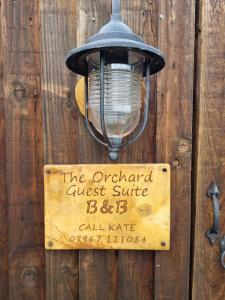 The Orchard
Guest Suite
B&B
CALL KATE
07967 121054